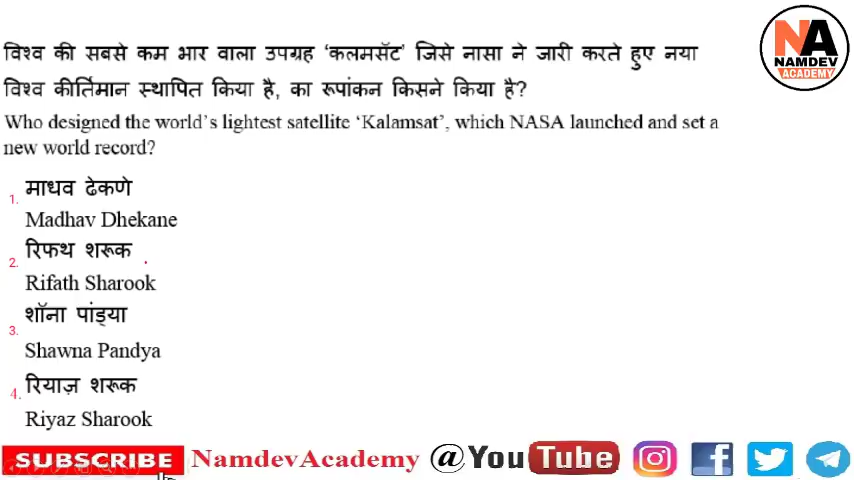 विश्व की सबसे कम भार वाला उपग्रह ‘कलमसॅट’ जिसे नासा ने जारी करते हुए नया
NAMDEV
ACADEMY
विश्व कीर्तिमान स्थापित किया है, का रूपांकन किसने किया है?
Who designed the world’s lightest satellite ‘Kalamsat’, which NASA launched and set a
new world record?
1. माधव ढेकणे
Madhav Dhekane
2. रिफथ शरूक
Rifath Sharook
3. शॉना पांड्या
Shawna Pandya
4. रियाज़ शरूक
Riyaz Sharook
SUBSCRIBE NamdevAcademy @YouTube